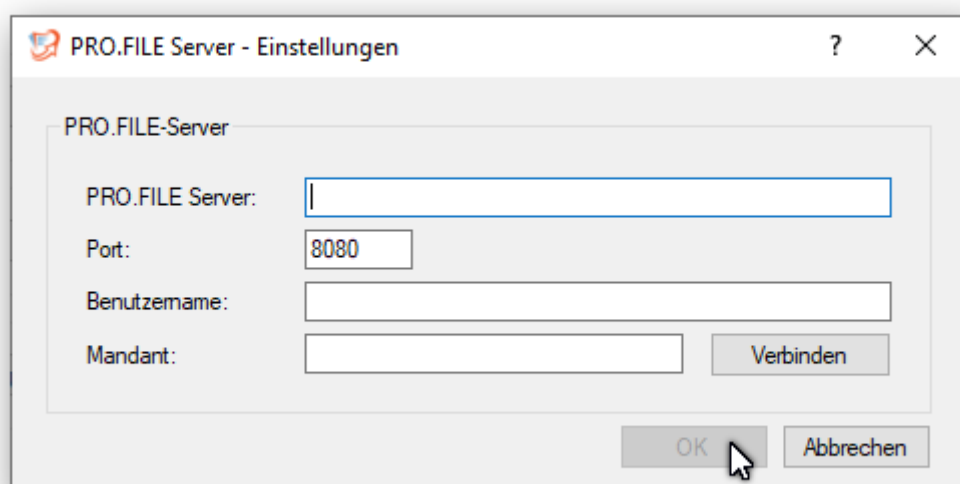 PRO.FILE Server - Einstellungen
PRO.FILE-Server
PRO.FILE Server:
Port: 8080
Benutzername:
Mandant: Verbinden
OK Abbrechen